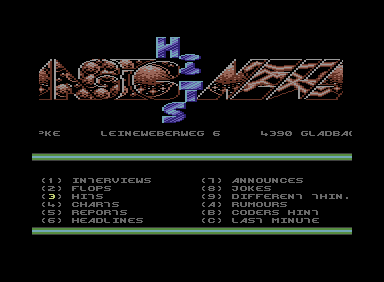 HITS
PKE LEINEWEBERWEG 6 4390 GLADBAC
(1) INTERVIEWS (7) ANNOUNCES
(2) FLOPS (8) JOKES
(3) HITS (9) DIFFERENT THIN.
(4) CHARTS (A) RUMOURS
(5) REPORTS (B) CODERS HINT
(6) HEADLINES (C) LAST MINUTE